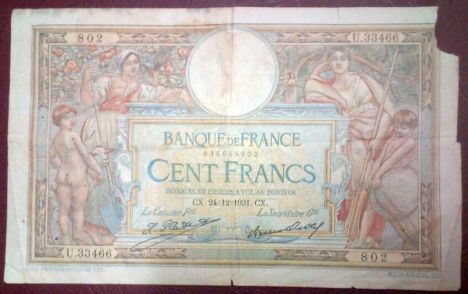 802 U.33466
BANQUE DE FRANCE
CENT FRANCS
PAYABLES EN ESPÈCES, A VUE, AU PORTEUR
CX. 24-12-1931. CX.
Le Caissier Pal Le Secrétaire Gal
U.33466 802